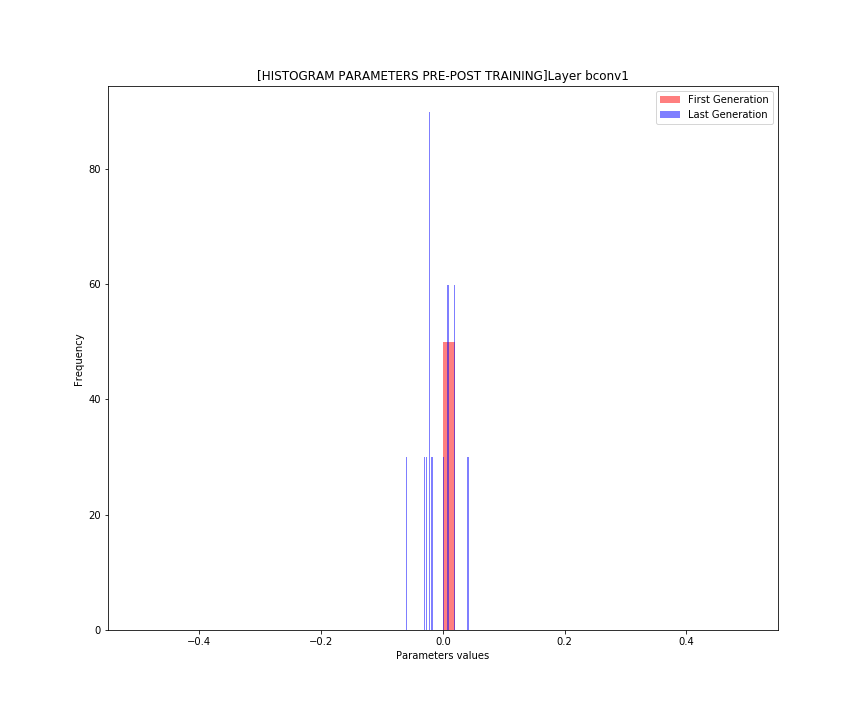 [HISTOGRAM PARAMETERS PRE-POST TRAINING]Layer bconv1
First Generation
Last Generation
80
60
40
20
0
Frequency
−0.4
−0.2
0.0
0.2
0.4
Parameters values